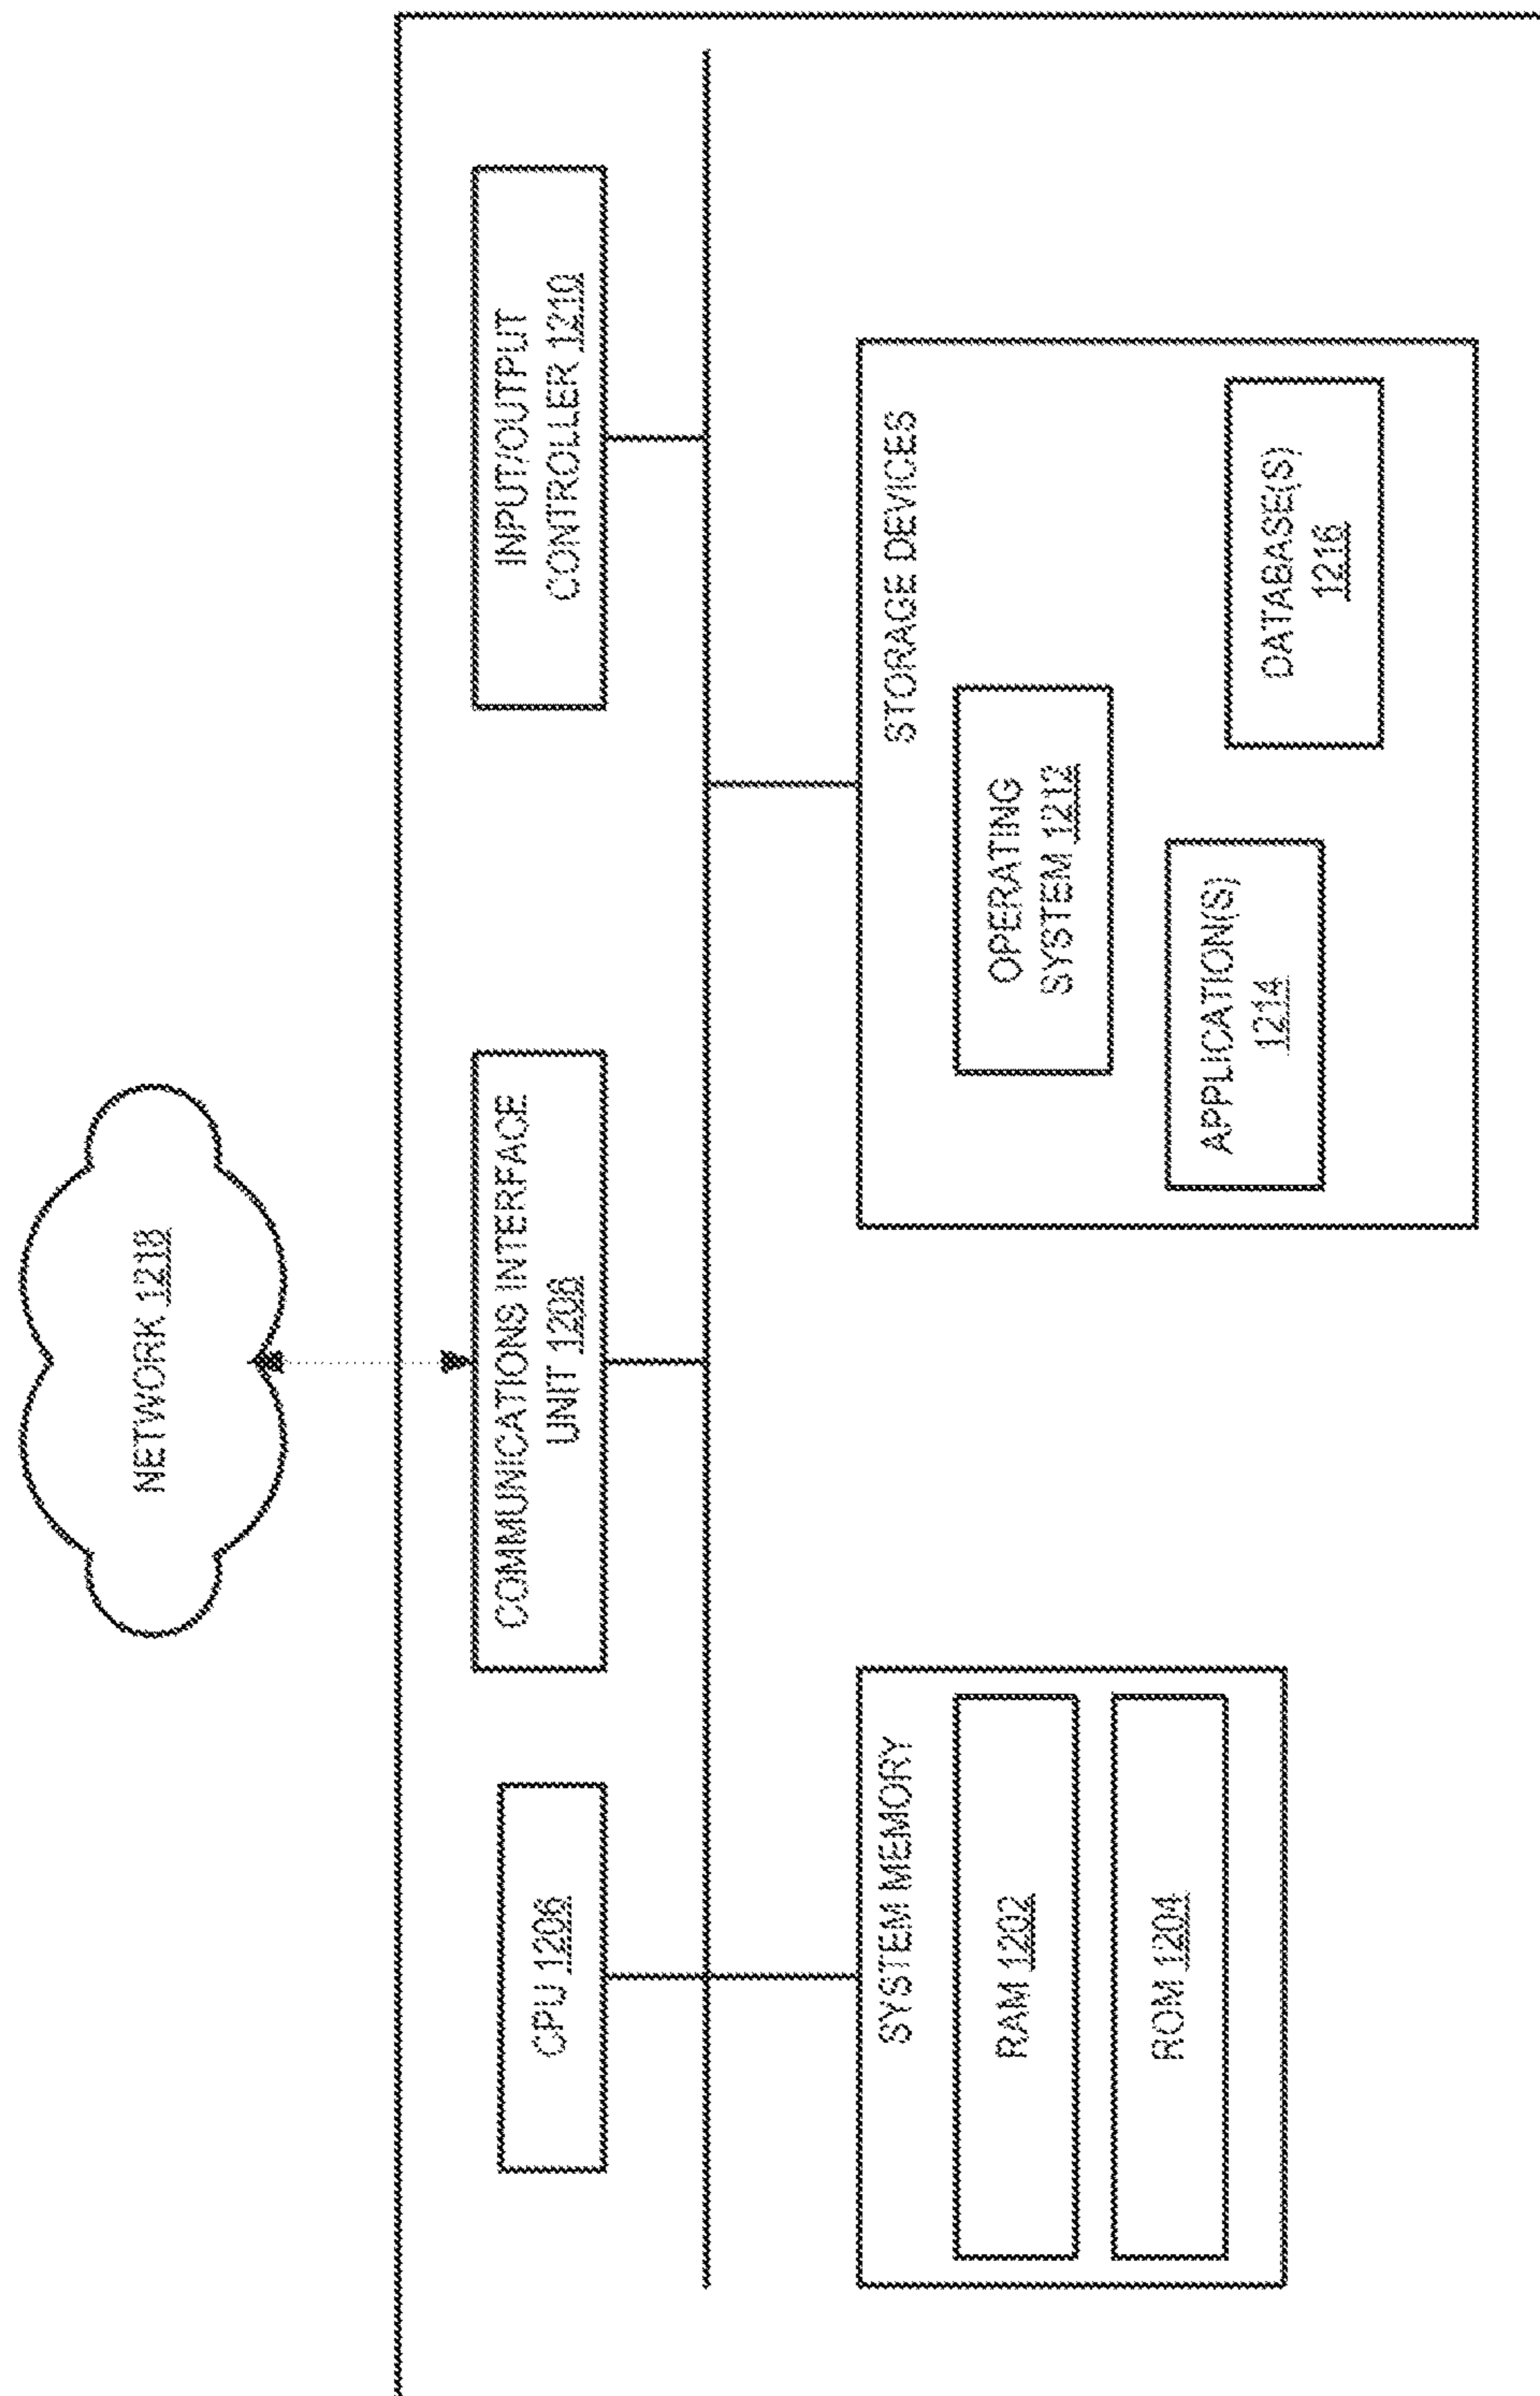 NETWORK 1218
CPU 1206
COMMUNICATIONS INTERFACE
UNIT 1208
INPUT/OUTPUT
CONTROLLER 1210
SYSTEM MEMORY
RAM 1202
ROM 1204
STORAGE DEVICES
OPERATING
SYSTEM 1212
APPLICATION(S)
1214
DATABASE(S)
1216